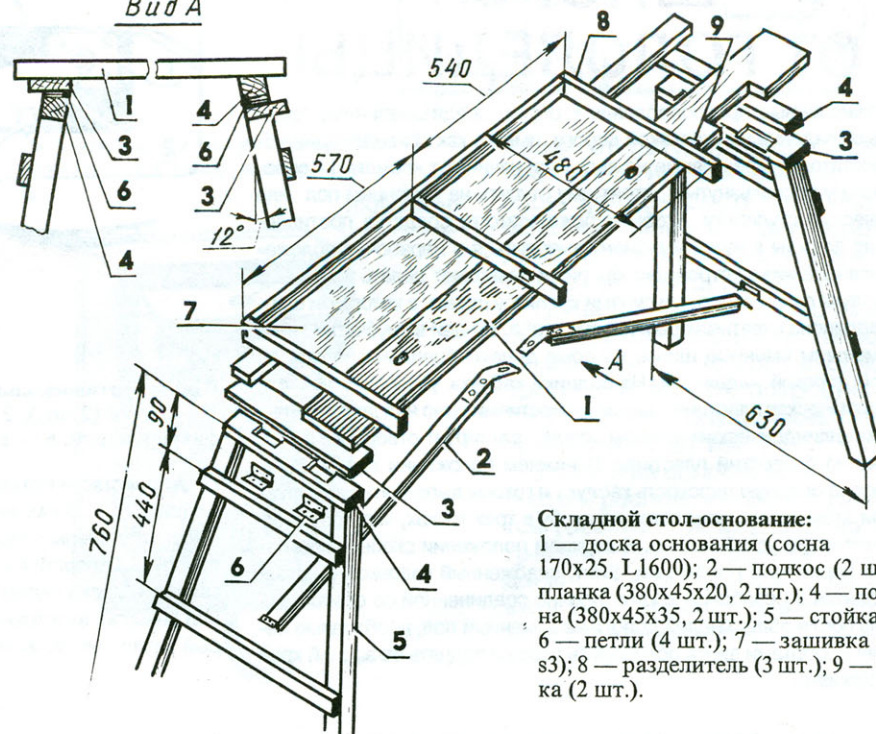 Вид А
540
8
9
1
4
3
4
6
3
6
3
570
480
4
12°
7
А
1
630
90
2
440
760
3
6
4
5
Складной стол-основание:
1 — доска основания (сосна
170х25, L1600); 2 — подкос (2
планка (380х45х20, 2 шт.); 4 —
на (380х45х35, 2 шт.); 5 — стойка
6 — петли (4 шт.); 7 — зашивка
s3); 8 — разделитель (3 шт.); 9 —
ка (2 шт.).